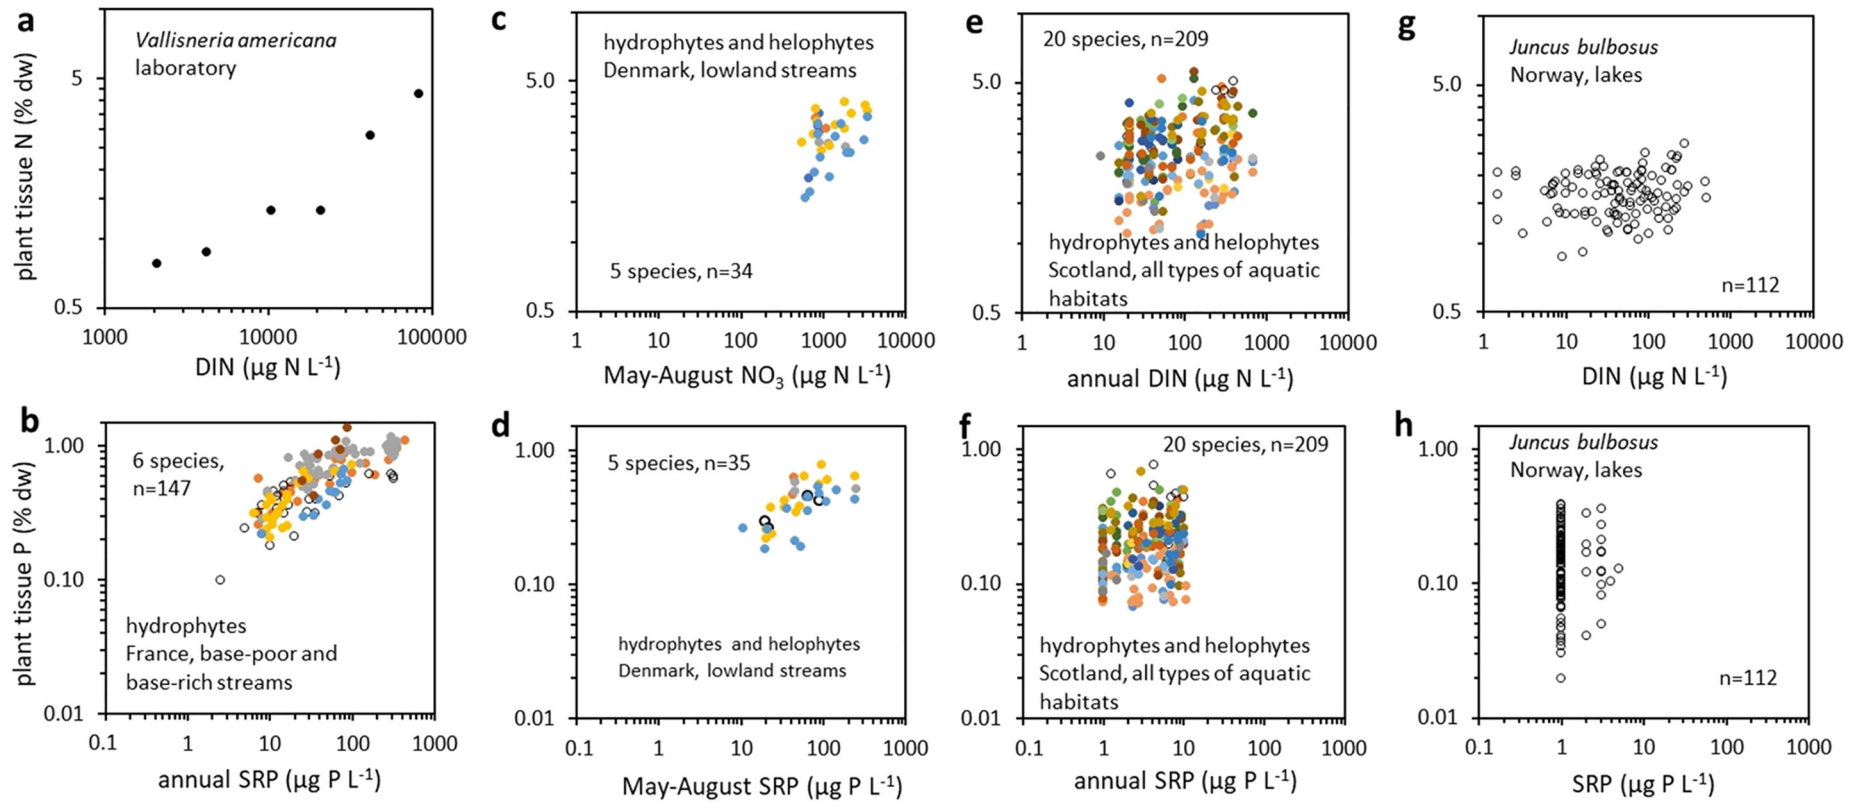 a
Vallisneria americana
laboratory
plant tissue N (% dw)
5
0.5
1000
10000
100000
DIN (µg N L-1)
c
hydrophytes and helophytes
Denmark, lowland streams
5.0
5 species, n=34
0.5
1
10
100
1000
10000
May-August NO3 (µg N L-1)
e
20 species, n=209
5.0
hydrophytes and helophytes
Scotland, all types of aquatic
habitats
0.5
1
10
100
1000
10000
annual DIN (µg N L-1)
g
Juncus bulbosus
Norway, lakes
5.0
n=112
0.5
1
10
100
1000
10000
DIN (µg N L-1)
b
1.00
6 species,
n=147
plant tissue P (% dw)
0.10
hydrophytes
France, base-poor and
base-rich streams
0.01
0.1
1
10
100
1000
annual SRP (µg P L-1)
d
1.00
5 species, n=35
0.10
hydrophytes and helophytes
Denmark, lowland streams
0.01
0.1
1
10
100
1000
May-August SRP (µg P L-1)
f
1.00
20 species, n=209
0.10
hydrophytes and helophytes
Scotland, all types of aquatic
habitats
0.01
0.1
1
10
100
1000
annual SRP (µg P L-1)
h
1.00
Juncus bulbosus
Norway, lakes
0.10
n=112
0.01
0.1
1
10
100
1000
SRP (µg P L-1)